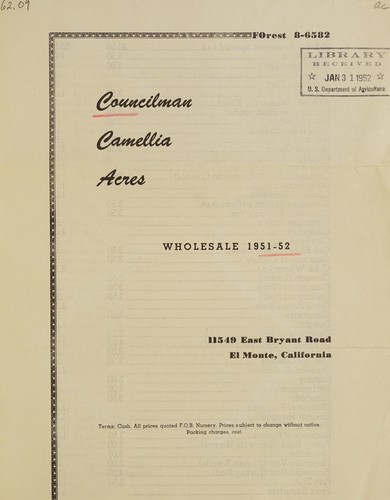 62.09
FOrest 8-6582
LIBRARY
RECEIVED
☆ JAN 31 1952 ☆
U. S. Department of Agriculture
Councilman
Camellia
Acres
WHOLESALE 1951-52
11549 East Bryant Road
El Monte, California
Terms: Cash. All prices quoted F.O.B. Nursery. Prices subject to change without notice.
Packing charges, cost.